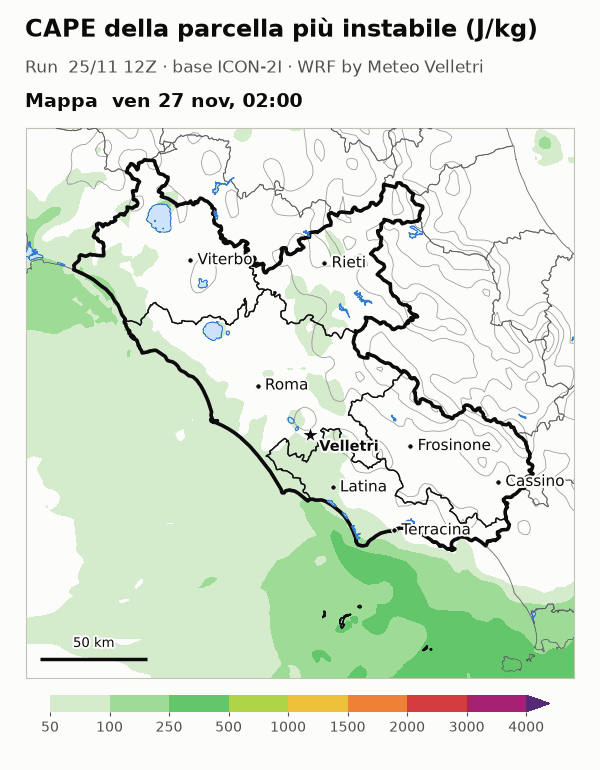 CAPE della parcella più instabile (J/kg)
Run  25/11 12Z · base ICON-2I · WRF by Meteo Velletri
Mappa  ven 27 nov, 02:00
Viterbo
Rieti
Roma
Velletri
Frosinone
Latina
Cassino
Terracina
50 km
50 100 250 500 1000 1500 2000 3000 4000